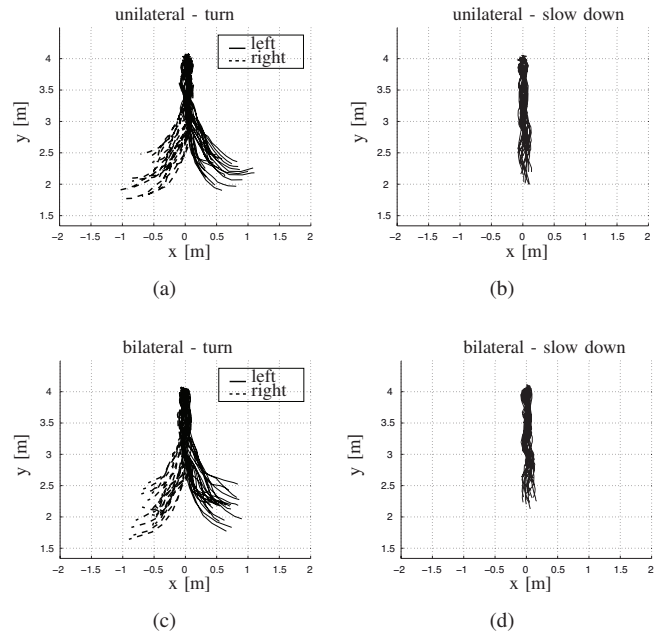 unilateral - turn
4
3.5
3
2.5
2
1.5
y [m]
left
right
−2 −1.5 −1 −0.5 0 0.5 1 1.5 2
x [m]
(a)
unilateral - slow down
4
3.5
3
2.5
2
1.5
y [m]
−2 −1.5 −1 −0.5 0 0.5 1 1.5 2
x [m]
(b)
bilateral - turn
4
3.5
3
2.5
2
1.5
y [m]
left
right
−2 −1.5 −1 −0.5 0 0.5 1 1.5 2
x [m]
(c)
bilateral - slow down
4
3.5
3
2.5
2
1.5
y [m]
−2 −1.5 −1 −0.5 0 0.5 1 1.5 2
x [m]
(d)